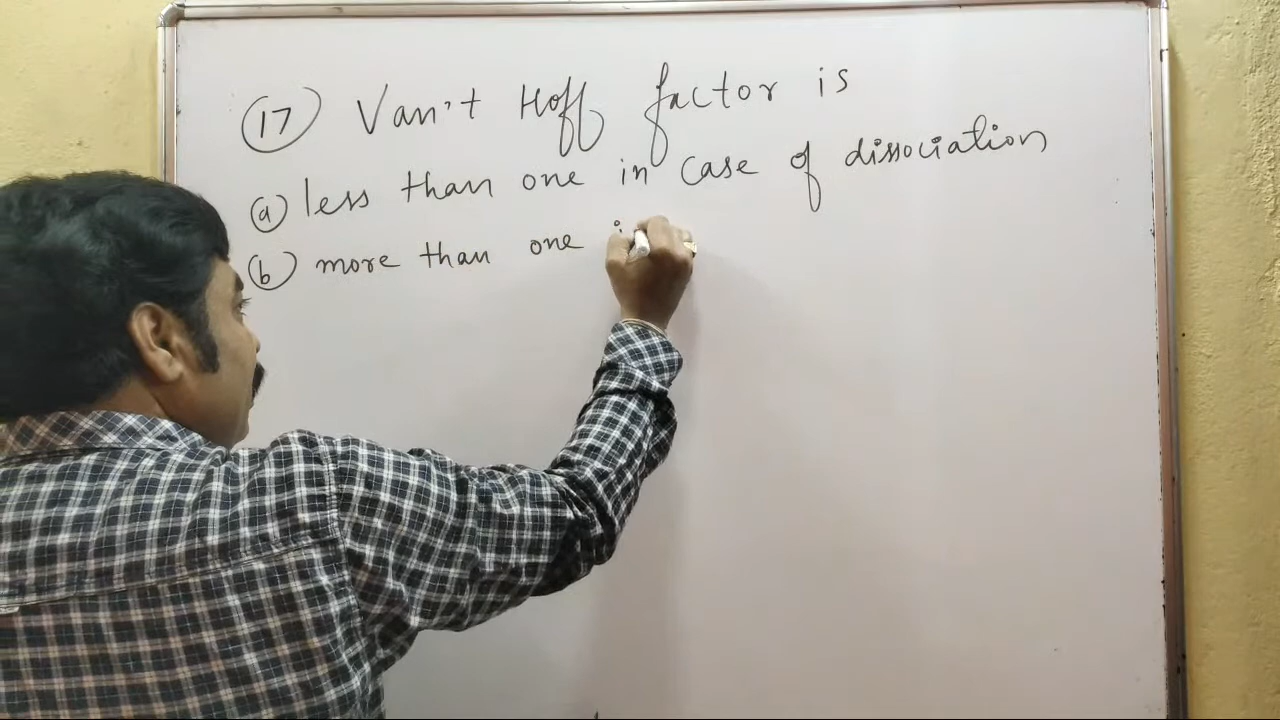 17 Van't Hoff factor is
a less than one in case of dissociation
b more than one